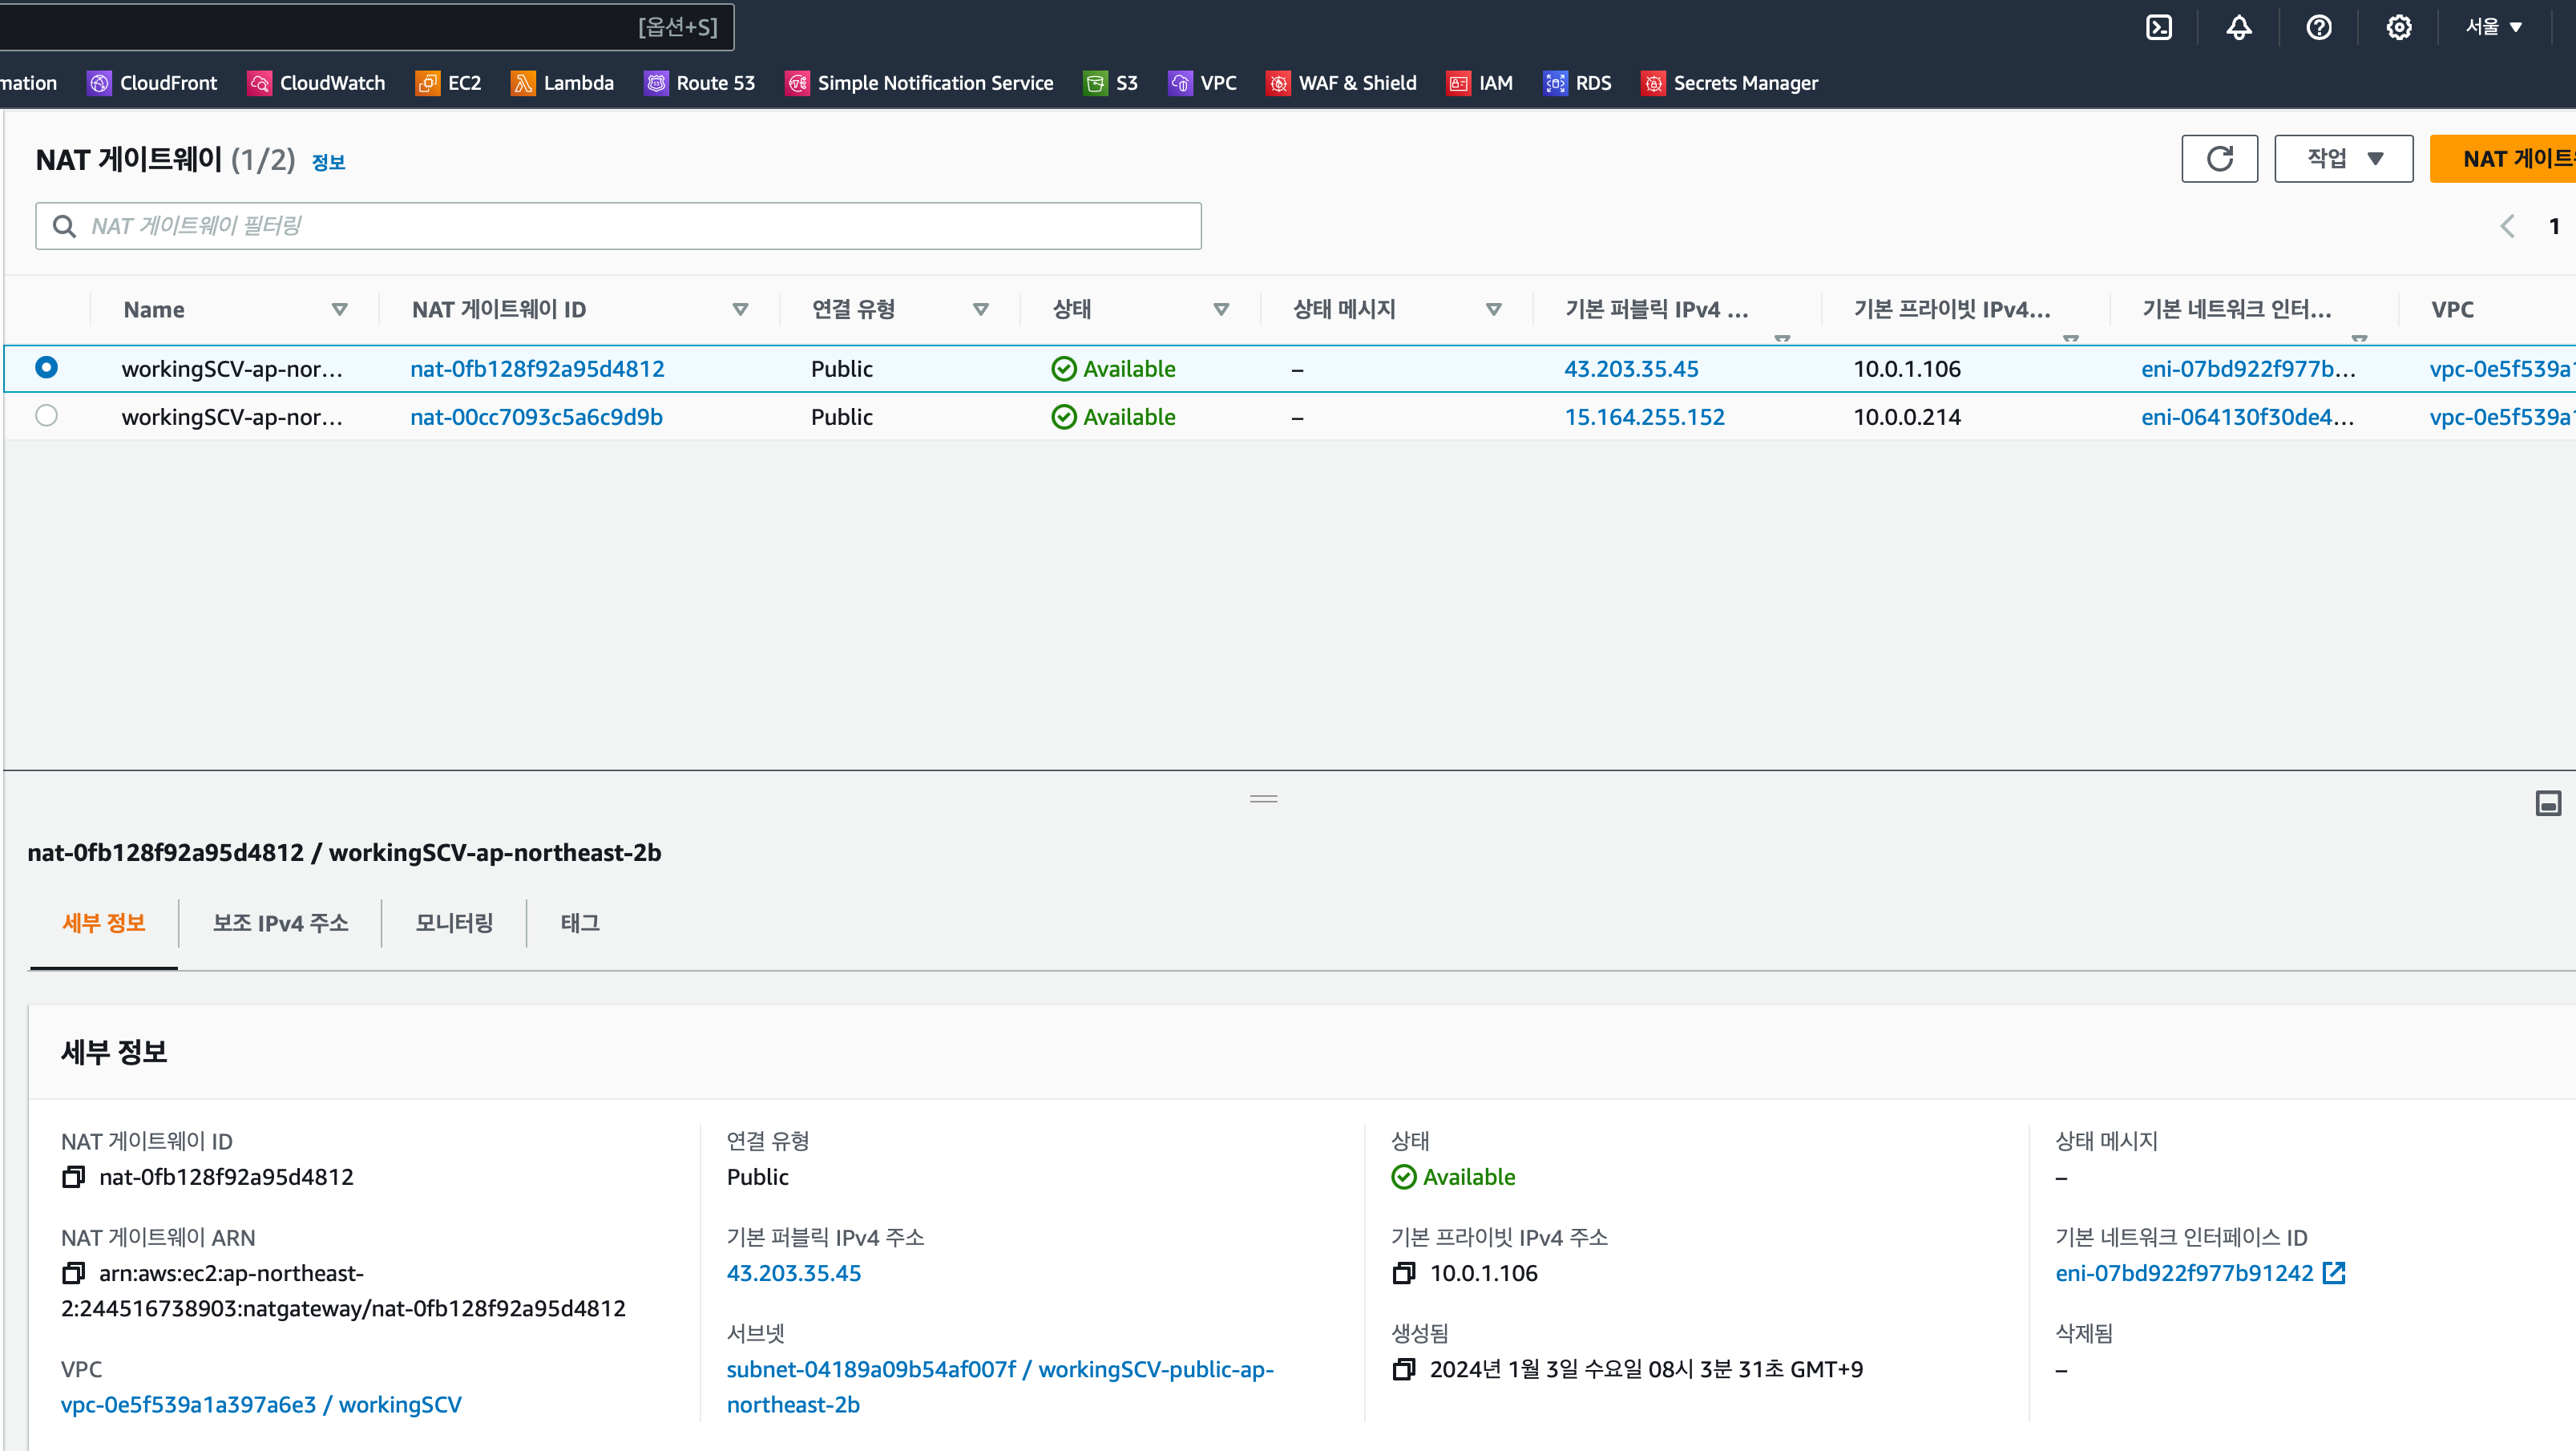 [옵션+S]
서울
mation CloudFront CloudWatch EC2 Lambda Route 53 Simple Notification Service S3 VPC WAF & Shield IAM RDS Secrets Manager
NAT 게이트웨이 (1/2) 정보
작업
NAT 게이트
NAT 게이트웨이 필터링
1
Name NAT 게이트웨이 ID 연결 유형 상태 상태 메시지 기본 퍼블릭 IPv4 ... 기본 프라이빗 IPv4... 기본 네트워크 인터... VPC
workingSCV-ap-nor... nat-0fb128f92a95d4812 Public Available – 43.203.35.45 10.0.1.106 eni-07bd922f977b... vpc-0e5f539a1
workingSCV-ap-nor... nat-00cc7093c5a6c9d9b Public Available – 15.164.255.152 10.0.0.214 eni-064130f30de4... vpc-0e5f539a1
nat-0fb128f92a95d4812 / workingSCV-ap-northeast-2b
세부 정보 보조 IPv4 주소 모니터링 태그
세부 정보
NAT 게이트웨이 ID
nat-0fb128f92a95d4812
NAT 게이트웨이 ARN
arn:aws:ec2:ap-northeast-
2:244516738903:natgateway/nat-0fb128f92a95d4812
VPC
vpc-0e5f539a1a397a6e3 / workingSCV
연결 유형
Public
기본 퍼블릭 IPv4 주소
43.203.35.45
서브넷
subnet-04189a09b54af007f / workingSCV-public-ap-
northeast-2b
상태
Available
기본 프라이빗 IPv4 주소
10.0.1.106
생성됨
2024년 1월 3일 수요일 08시 3분 31초 GMT+9
상태 메시지
–
기본 네트워크 인터페이스 ID
eni-07bd922f977b91242
삭제됨
–